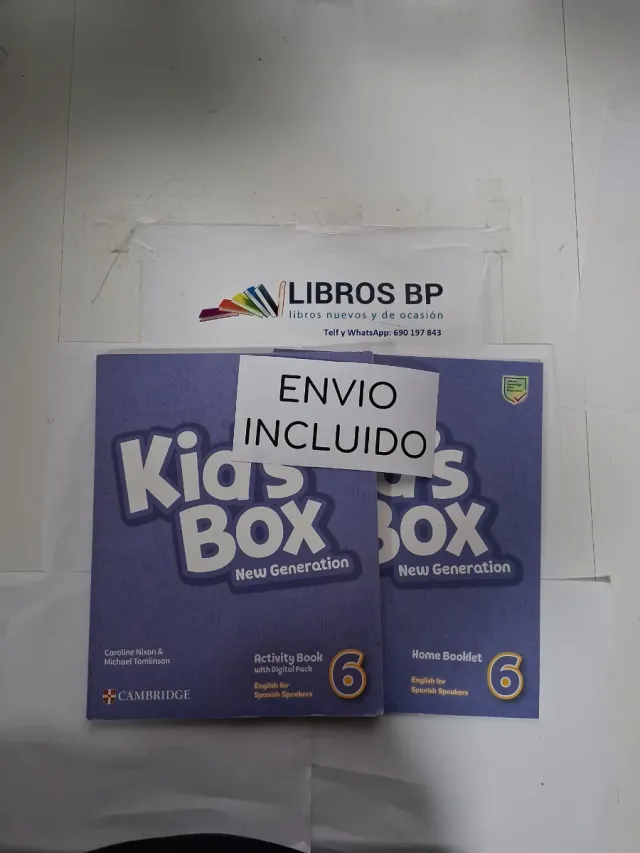 LIBROS BP
libros nuevos y de ocasión
Telf y WhatsApp: 690 197 843
ENVIO
INCLUIDO
Kid's
BOX
New Generation
Caroline Nixon &
Michael Tomlinson
Activity Book
with Digital Pack
English for
Spanish Speakers
6
CAMBRIDGE
d's
BOX
New Generation
Home Booklet
English for
Spanish Speakers
6